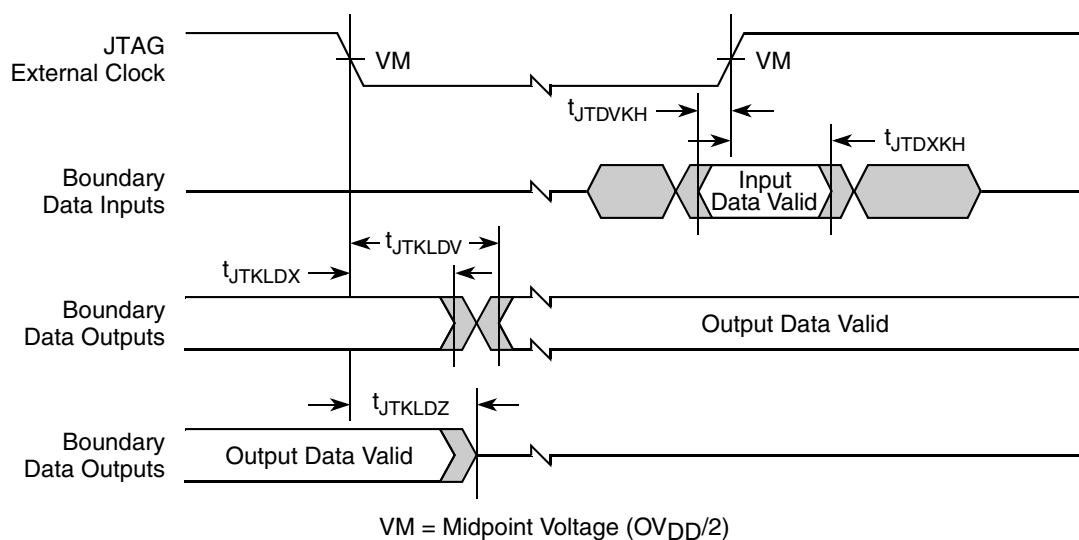 JTAG
External Clock
VM
VM
tJTDVKH
tJTDXKH
Boundary
Data Inputs
Input
Data Valid
tJTKLDV
tJTKLDX
Boundary
Data Outputs
Output Data Valid
tJTKLDZ
Boundary
Data Outputs
Output Data Valid
VM = Midpoint Voltage (OVDD/2)